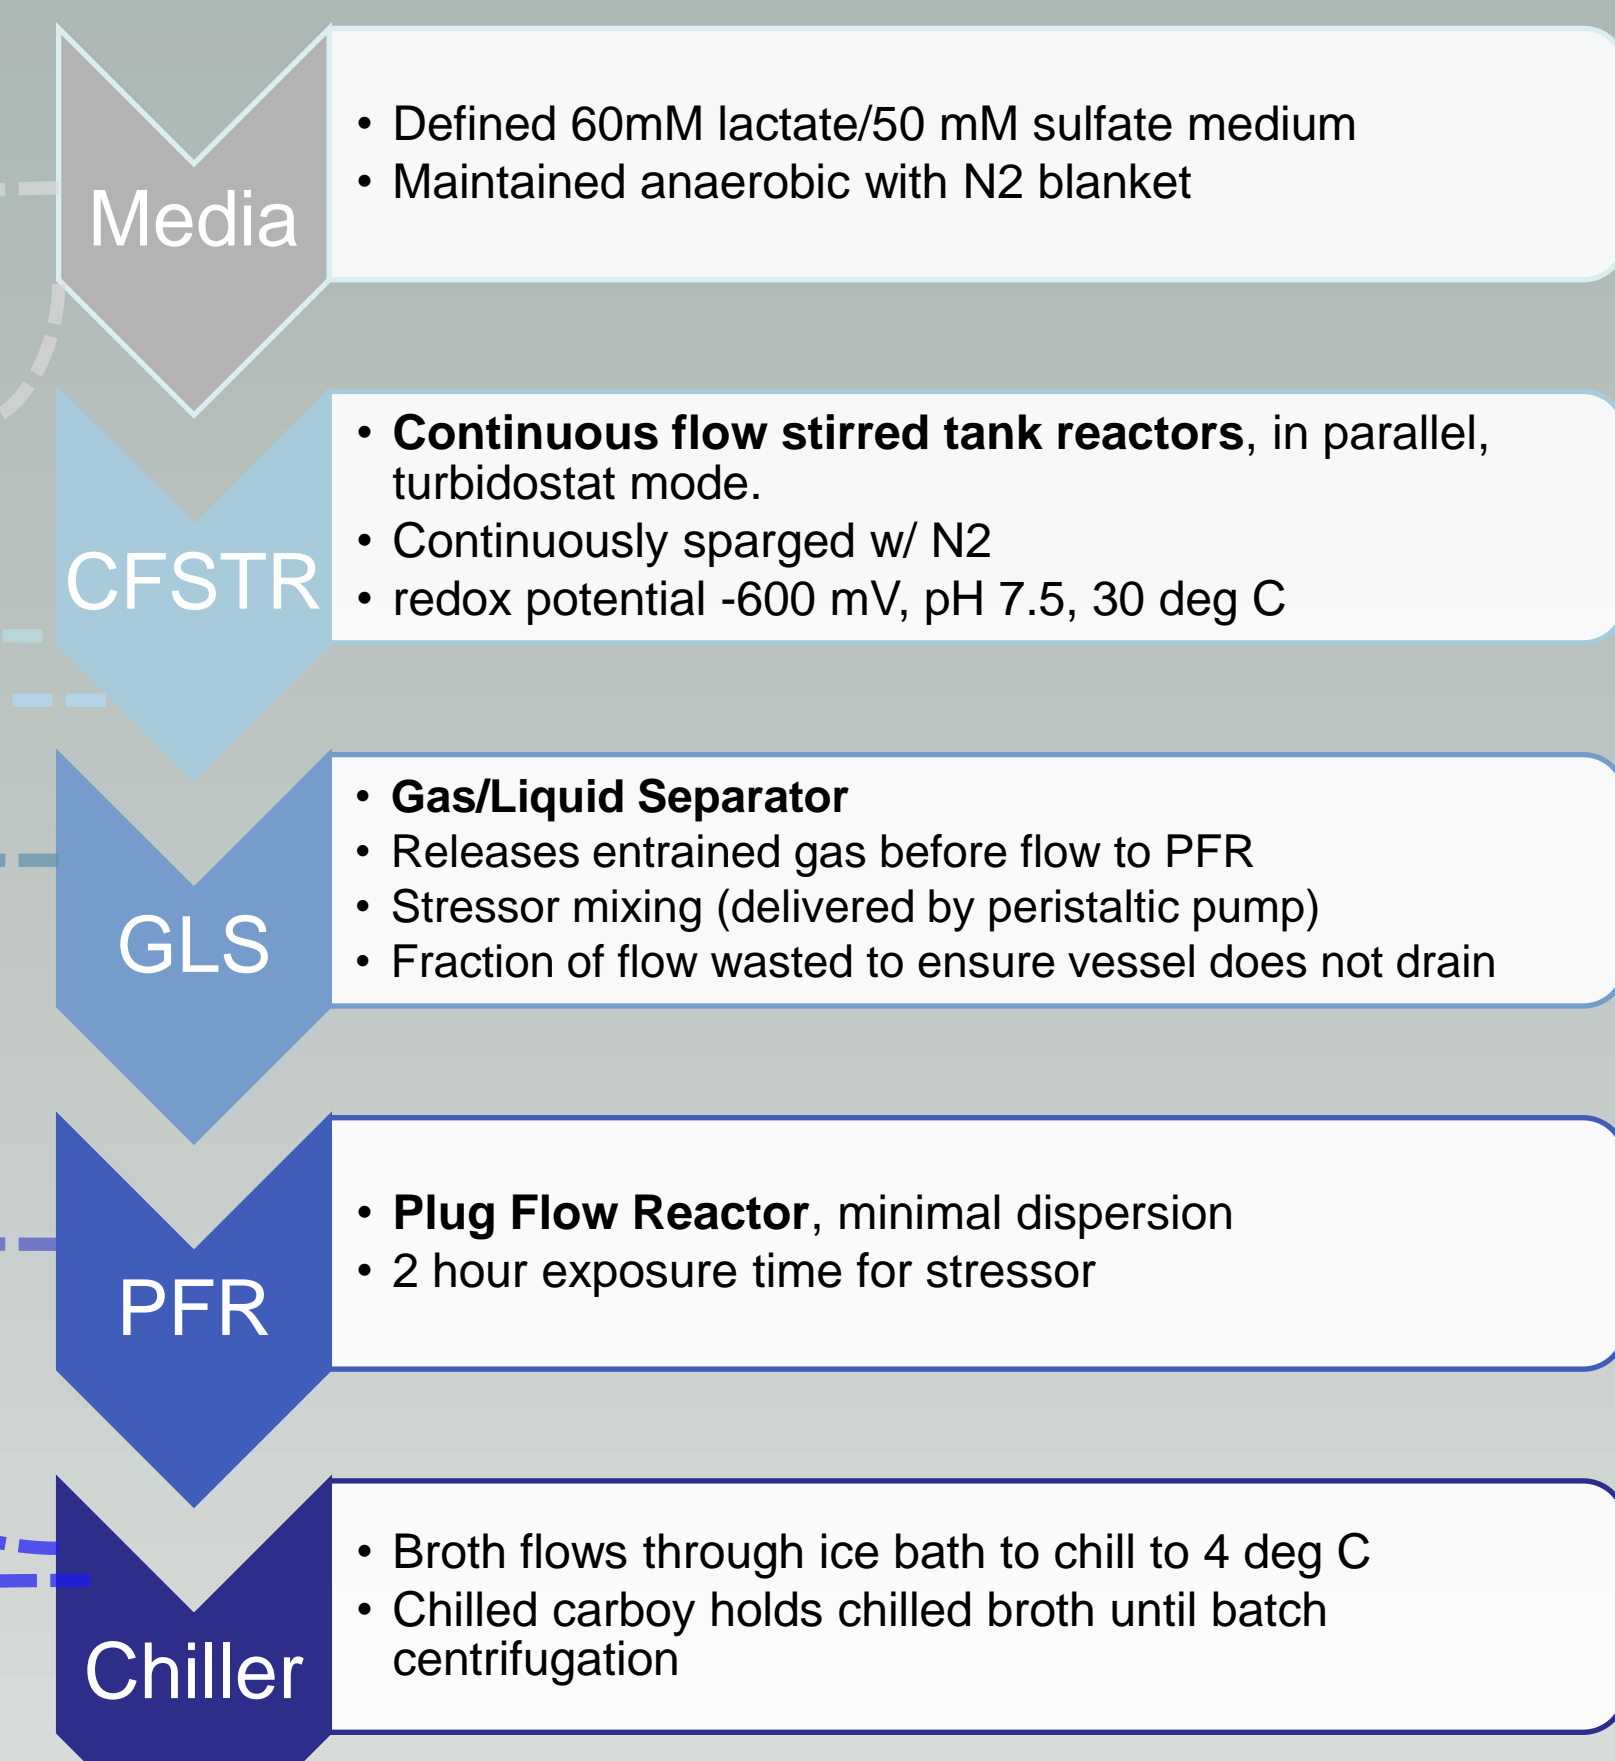 Media
• Defined 60mM lactate/50 mM sulfate medium
• Maintained anaerobic with N2 blanket
CFSTR
• Continuous flow stirred tank reactors, in parallel,
turbidostat mode.
• Continuously sparged w/ N2
• redox potential -600 mV, pH 7.5, 30 deg C
GLS
• Gas/Liquid Separator
• Releases entrained gas before flow to PFR
• Stressor mixing (delivered by peristaltic pump)
• Fraction of flow wasted to ensure vessel does not drain
PFR
• Plug Flow Reactor, minimal dispersion
• 2 hour exposure time for stressor
Chiller
• Broth flows through ice bath to chill to 4 deg C
• Chilled carboy holds chilled broth until batch
centrifugation